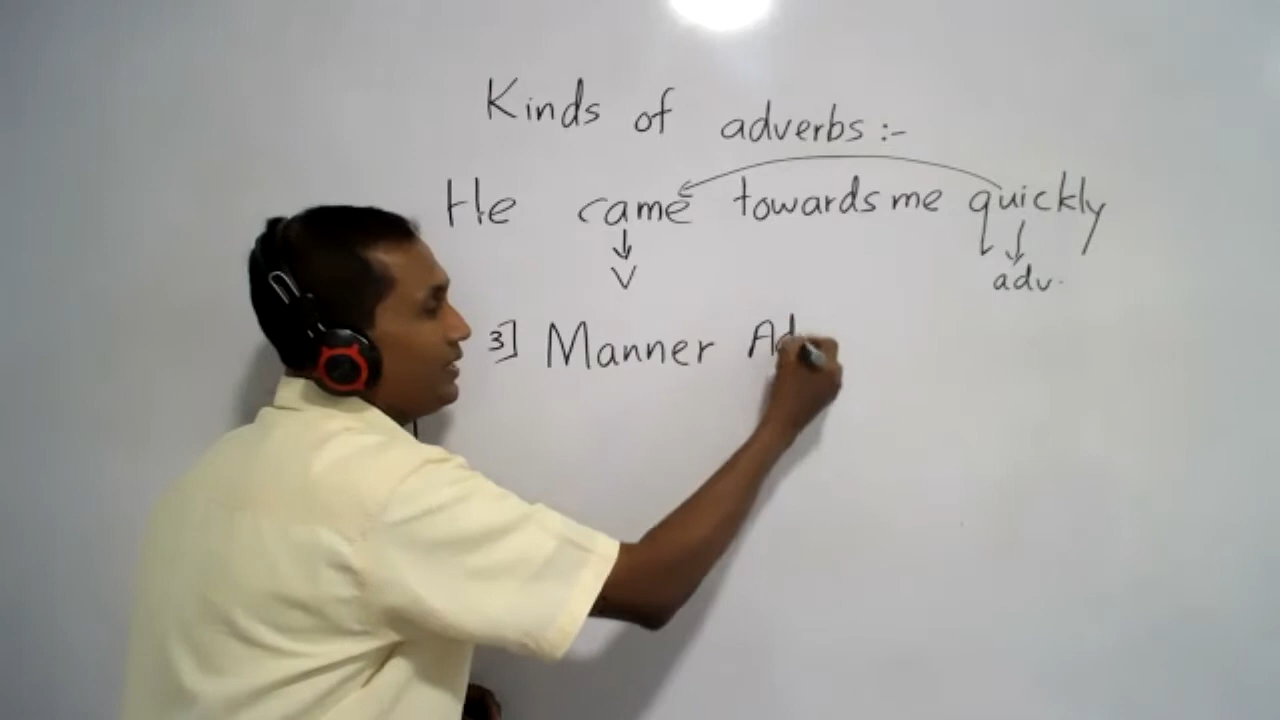 Kinds of adverbs :-
He came towards me quickly
V
adv.
3] Manner Ad